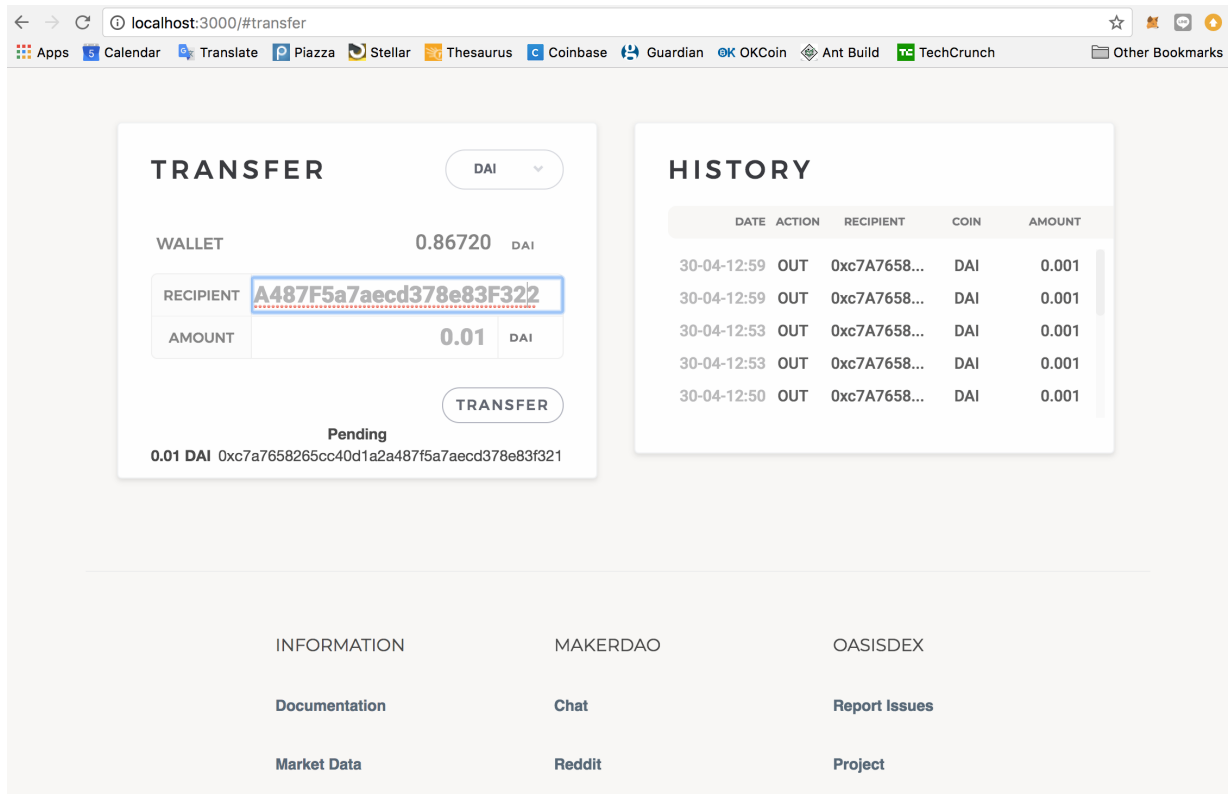 localhost:3000/#transfer
Apps Calendar Translate Piazza Stellar Thesaurus Coinbase Guardian OKCoin Ant Build TechCrunch Other Bookmarks
TRANSFER
DAI
WALLET 0.86720 DAI
RECIPIENT A487F5a7aecd378e83F322
AMOUNT 0.01 DAI
TRANSFER
Pending
0.01 DAI 0xc7a7658265cc40d1a2a487f5a7aecd378e83f321
HISTORY
DATE ACTION RECIPIENT COIN AMOUNT
30-04-12:59 OUT 0xc7A7658... DAI 0.001
30-04-12:59 OUT 0xc7A7658... DAI 0.001
30-04-12:53 OUT 0xc7A7658... DAI 0.001
30-04-12:53 OUT 0xc7A7658... DAI 0.001
30-04-12:50 OUT 0xc7A7658... DAI 0.001
INFORMATION MAKERDAO OASISDEX
Documentation Chat Report Issues
Market Data Reddit Project